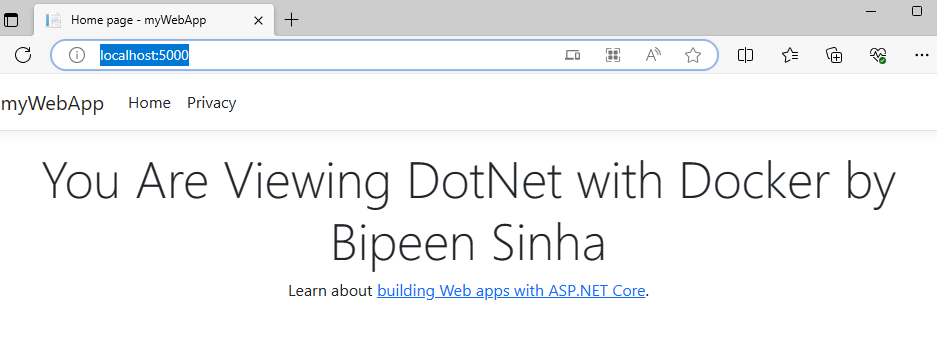 Home page - myWebApp
localhost:5000
myWebApp Home Privacy
You Are Viewing DotNet with Docker by
Bipeen Sinha
Learn about building Web apps with ASP.NET Core.